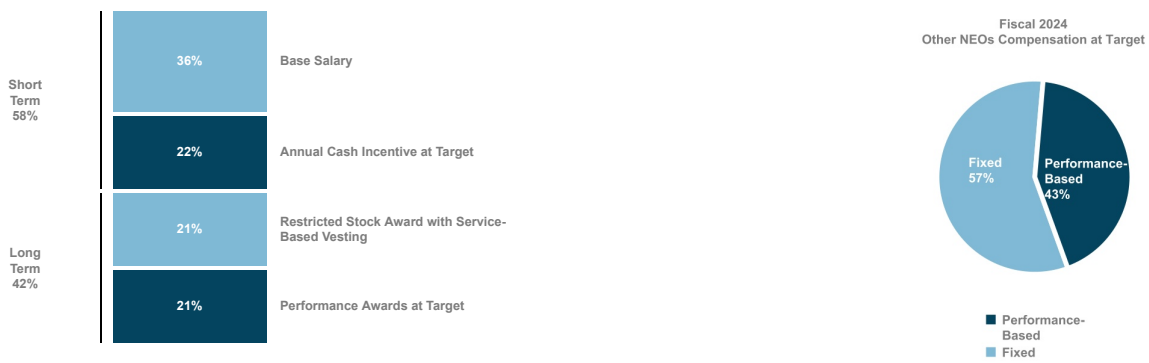 Short
Term
58%
36%
Base Salary
22%
Annual Cash Incentive at Target
Long
Term
42%
21%
Restricted Stock Award with Service-
Based Vesting
21%
Performance Awards at Target
Fiscal 2024
Other NEOs Compensation at Target
Fixed
57%
Performance-
Based
43%
Performance-
Based
Fixed